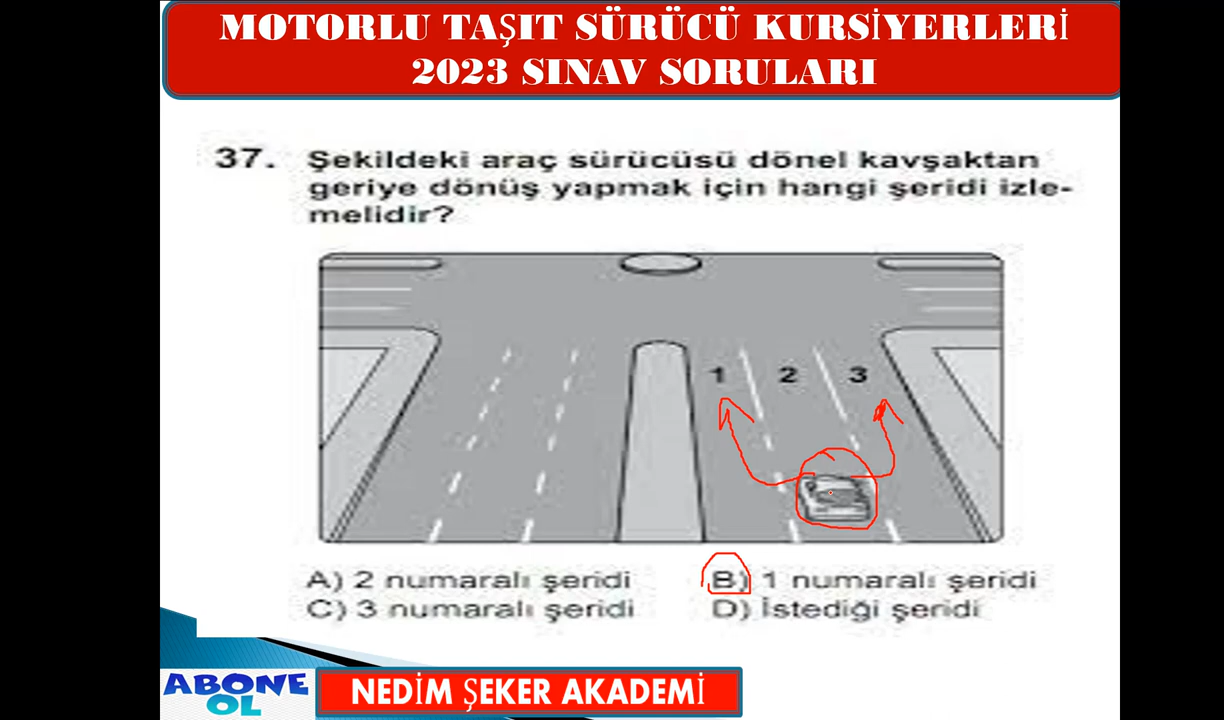 MOTORLU TAŞIT SÜRÜCÜ KURSİYERLERİ
2023 SINAV SORULARI
37. Şekildeki araç sürücüsü dönel kavşaktan
geriye dönüş yapmak için hangi şeridi izle-
melidir?
1 2 3
A) 2 numaralı şeridi B) 1 numaralı şeridi
C) 3 numaralı şeridi D) İstediği şeridi
ABONE
OL
NEDİM ŞEKER AKADEMİ